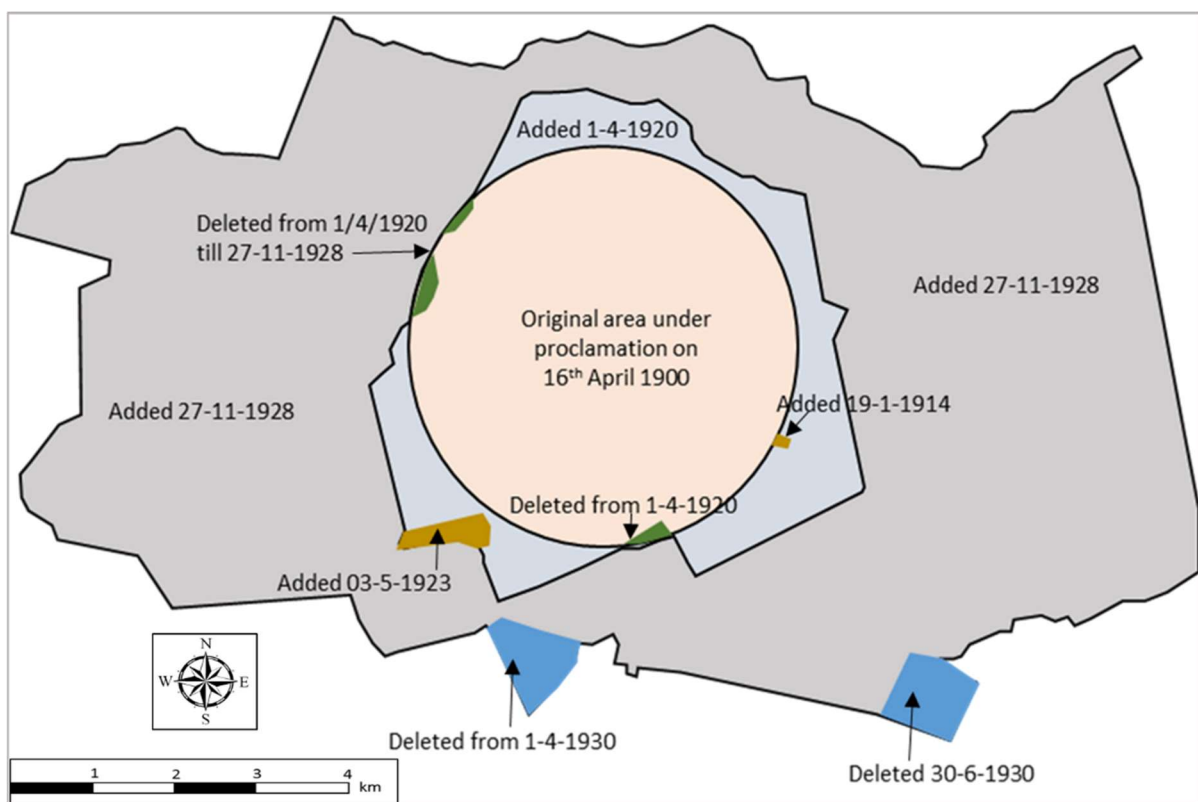 Added 1-4-1920
Deleted from 1/4/1920
till 27-11-1928
Added 27-11-1928
Original area under
proclamation on
16th April 1900
Added 27-11-1928
Added 19-1-1914
Deleted from 1-4-1920
Added 03-5-1923
N
W E
S
Deleted from 1-4-1930
Deleted 30-6-1930
1 2 3 4 km